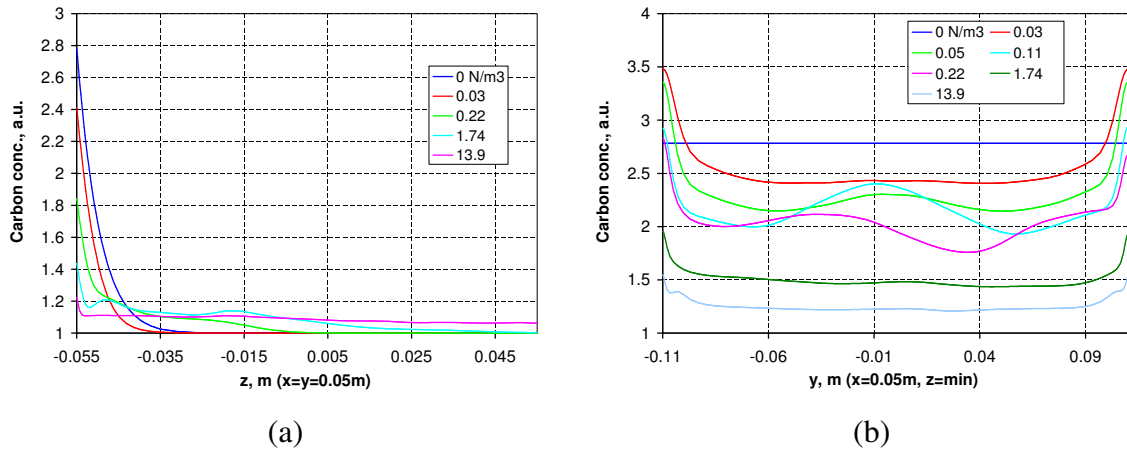 3
2.8
2.6
2.4
2.2
2
1.8
1.6
1.4
1.2
1
Carbon conc., a.u.
0 N/m3
0.03
0.22
1.74
13.9
-0.055 -0.035 -0.015 0.005 0.025 0.045
z, m (x=y=0.05m)
(a)
4
3.5
3
2.5
2
1.5
1
Carbon conc., a.u.
0 N/m3 0.03
0.05 0.11
0.22 1.74
13.9
-0.11 -0.06 -0.01 0.04 0.09
y, m (x=0.05m, z=min)
(b)